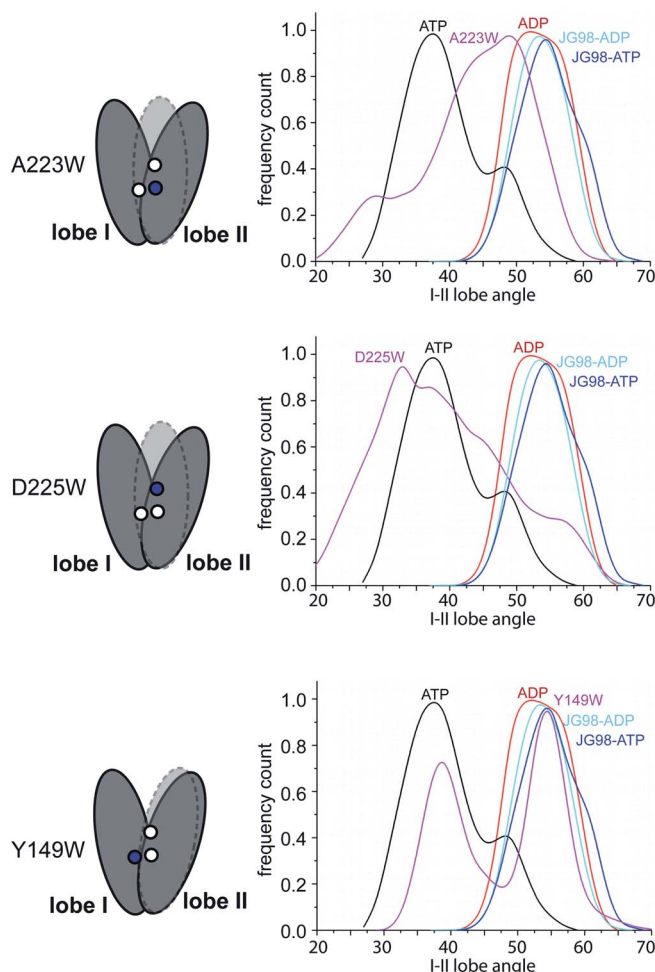 A223W
lobe I
lobe II
frequency count
1.0
0.8
0.6
0.4
0.2
0.0
ATP
A223W
ADP
JG98-ADP
JG98-ATP
20 30 40 50 60 70
I-II lobe angle
D225W
lobe I
lobe II
frequency count
1.0
0.8
0.6
0.4
0.2
0.0
D225W
ATP
ADP
JG98-ADP
JG98-ATP
20 30 40 50 60 70
I-II lobe angle
Y149W
lobe I
lobe II
frequency count
1.0
0.8
0.6
0.4
0.2
0.0
ATP
ADP
Y149W
JG98-ADP
JG98-ATP
20 30 40 50 60 70
I-II lobe angle